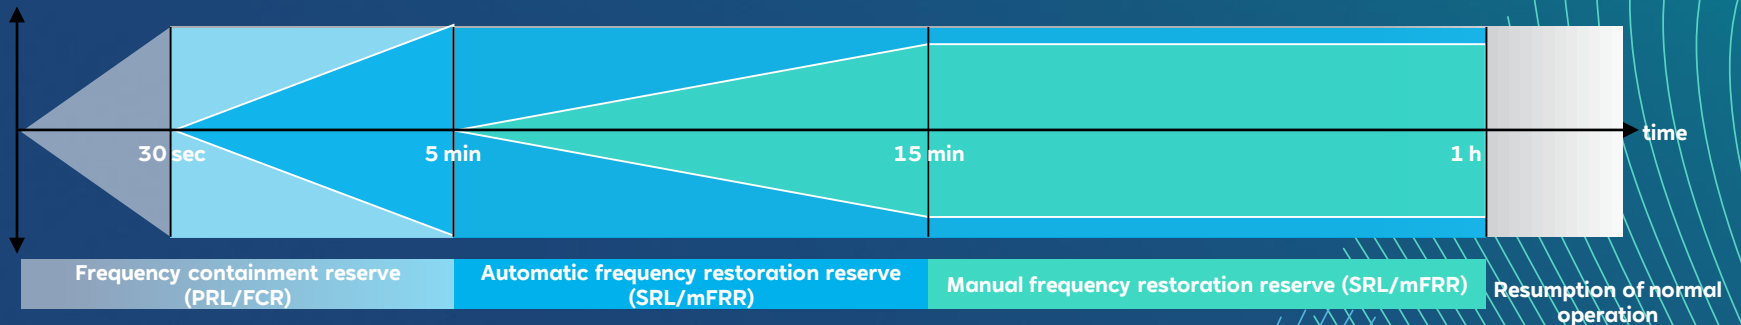 time
30 sec
5 min
15 min
1 h
Frequency containment reserve
(PRL/FCR)
Automatic frequency restoration reserve
(SRL/mFRR)
Manual frequency restoration reserve (SRL/mFRR)
Resumption of normal
operation